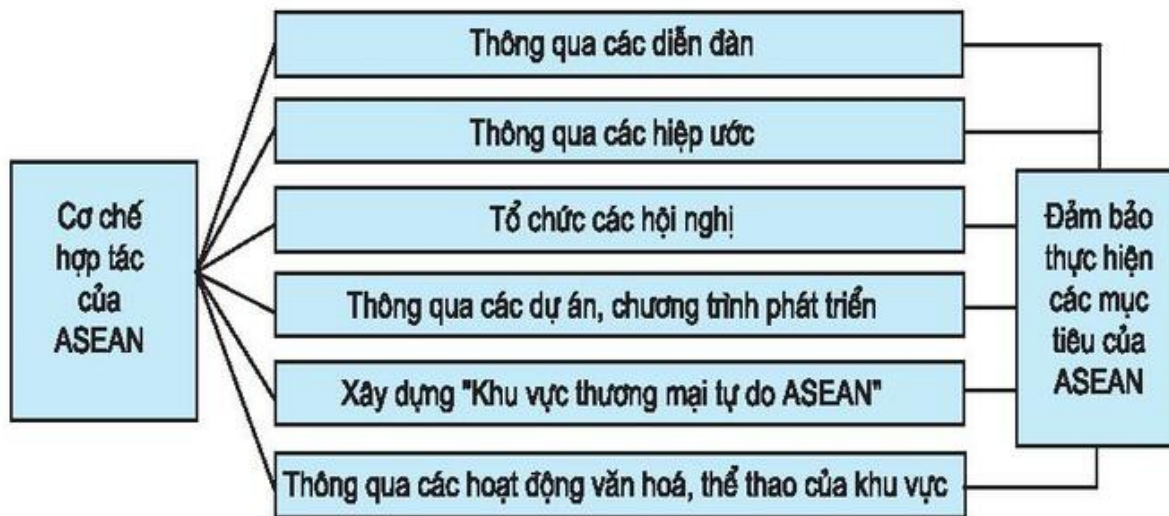 Cơ chế
hợp tác
của
ASEAN
Thông qua các diễn đàn
Thông qua các hiệp ước
Tổ chức các hội nghị
Thông qua các dự án, chương trình phát triển
Xây dựng "Khu vực thương mại tự do ASEAN"
Thông qua các hoạt động văn hoá, thể thao của khu vực
Đảm bảo
thực hiện
các mục
tiêu của
ASEAN